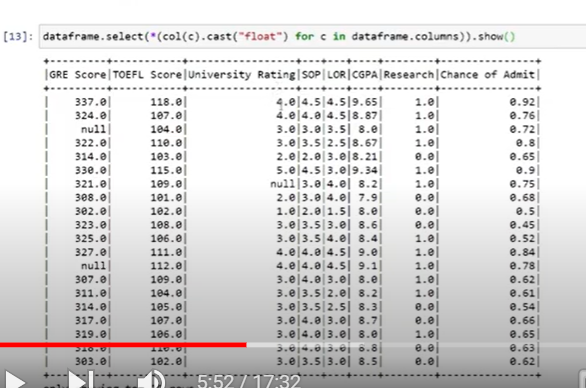 [13]: dataframe.select(*(col(c).cast("float") for c in dataframe.columns)).show()
|GRE Score|TOEFL Score|University Rating|SOP|LOR|CGPA|Research|Chance of Admit|
| 337.0| 118.0| 4.0|4.5|4.5|9.65| 1.0| 0.92|
| 324.0| 107.0| 4.0|4.0|4.5|8.87| 1.0| 0.76|
| null| 104.0| 3.0|3.0|3.5| 8.0| 1.0| 0.72|
| 322.0| 110.0| 3.0|3.5|2.5|8.67| 1.0| 0.8|
| 314.0| 103.0| 2.0|2.0|3.0|8.21| 0.0| 0.65|
| 330.0| 115.0| 5.0|4.5|3.0|9.34| 1.0| 0.9|
| 321.0| 109.0| null|3.0|4.0| 8.2| 1.0| 0.75|
| 308.0| 101.0| 2.0|3.0|4.0| 7.9| 0.0| 0.68|
| 302.0| 102.0| 1.0|2.0|1.5| 8.0| 0.0| 0.5|
| 323.0| 108.0| 3.0|3.5|3.0| 8.6| 0.0| 0.45|
| 325.0| 106.0| 3.0|3.5|4.0| 8.4| 1.0| 0.52|
| 327.0| 111.0| 4.0|4.0|4.5| 9.0| 1.0| 0.84|
| null| 112.0| 4.0|4.0|4.5| 9.1| 1.0| 0.78|
| 307.0| 109.0| 3.0|4.0|3.0| 8.0| 1.0| 0.62|
| 311.0| 104.0| 3.0|3.5|2.0| 8.2| 1.0| 0.61|
| 314.0| 105.0| 3.0|3.5|2.5| 8.3| 0.0| 0.54|
| 317.0| 107.0| 3.0|4.0|3.0| 8.7| 0.0| 0.66|
| 319.0| 106.0| 3.0|4.0|3.0| 8.0| 1.0| 0.65|
| 318.0| 110.0| 3.0|4.0|3.0| 8.8| 0.0| 0.63|
| 303.0| 102.0| 3.0|3.5|3.0| 8.5| 0.0| 0.62|
5:52 / 17:32